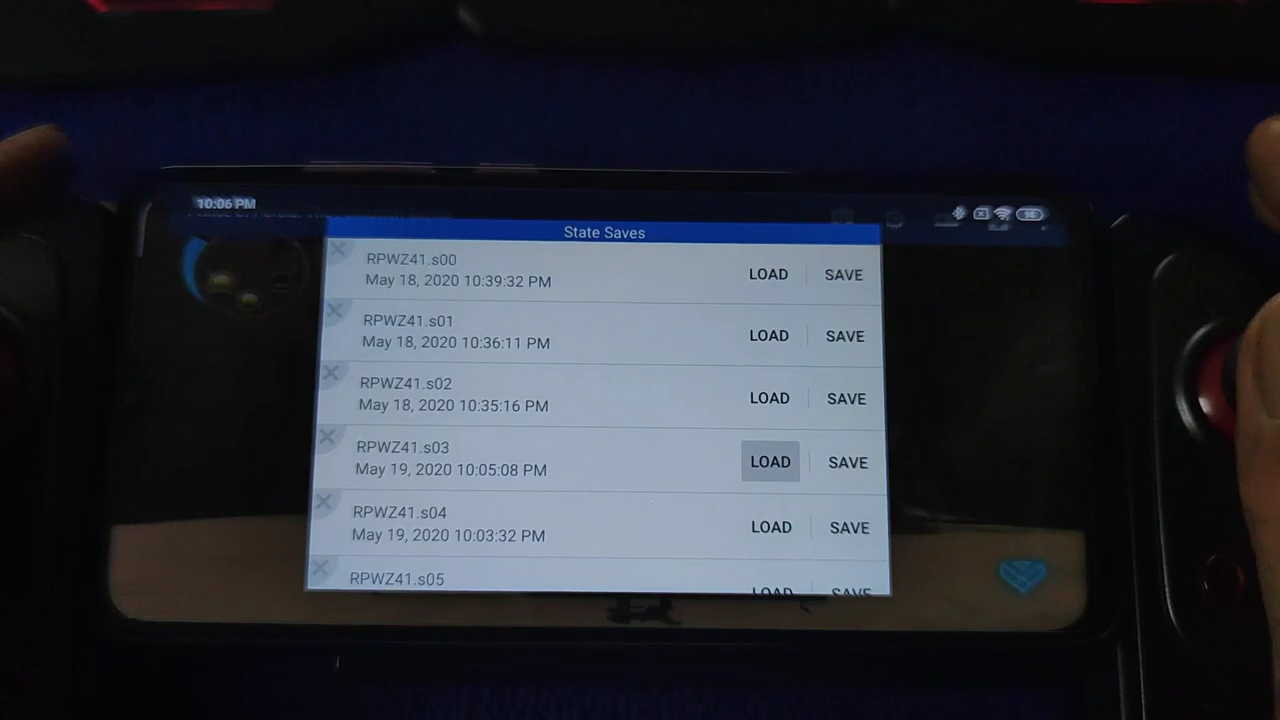 10:06 PM
98
State Saves
RPWZ41.s00
May 18, 2020 10:39:32 PM
LOAD
SAVE
RPWZ41.s01
May 18, 2020 10:36:11 PM
LOAD
SAVE
RPWZ41.s02
May 18, 2020 10:35:16 PM
LOAD
SAVE
RPWZ41.s03
May 19, 2020 10:05:08 PM
LOAD
SAVE
RPWZ41.s04
May 19, 2020 10:03:32 PM
LOAD
SAVE
RPWZ41.s05
LOAD
SAVE